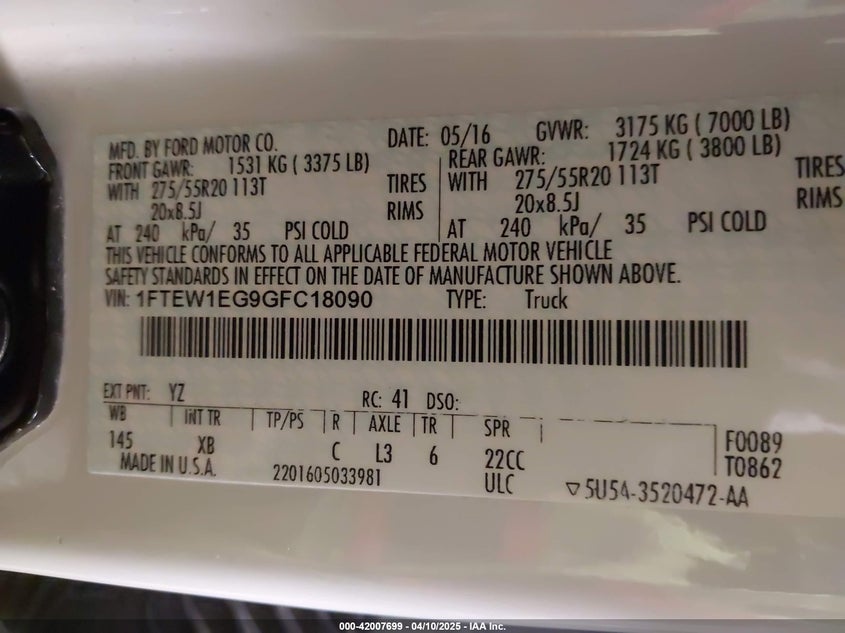 MFD. BY FORD MOTOR CO. DATE: 05/16 GVWR: 3175 KG ( 7000 LB)
FRONT GAWR: 1531 KG ( 3375 LB) REAR GAWR: 1724 KG ( 3800 LB)
WITH 275/55R20 113T TIRES WITH 275/55R20 113T TIRES
20x8.5J RIMS 20x8.5J RIMS
AT 240 kPa/ 35 PSI COLD AT 240 kPa/ 35 PSI COLD
THIS VEHICLE CONFORMS TO ALL APPLICABLE FEDERAL MOTOR VEHICLE
SAFETY STANDARDS IN EFFECT ON THE DATE OF MANUFACTURE SHOWN ABOVE.
VIN: 1FTEW1EG9GFC18090 TYPE: Truck
EXT PNT: YZ RC: 41 DSO:
WB INT TR TP/PS R AXLE TR SPR F0089
145 XB C L3 6 22CC T0862
MADE IN U.S.A. 2201605033981 ULC ▽5U54-3520472-AA
000-42007699 - 04/10/2025 - IAA Inc.